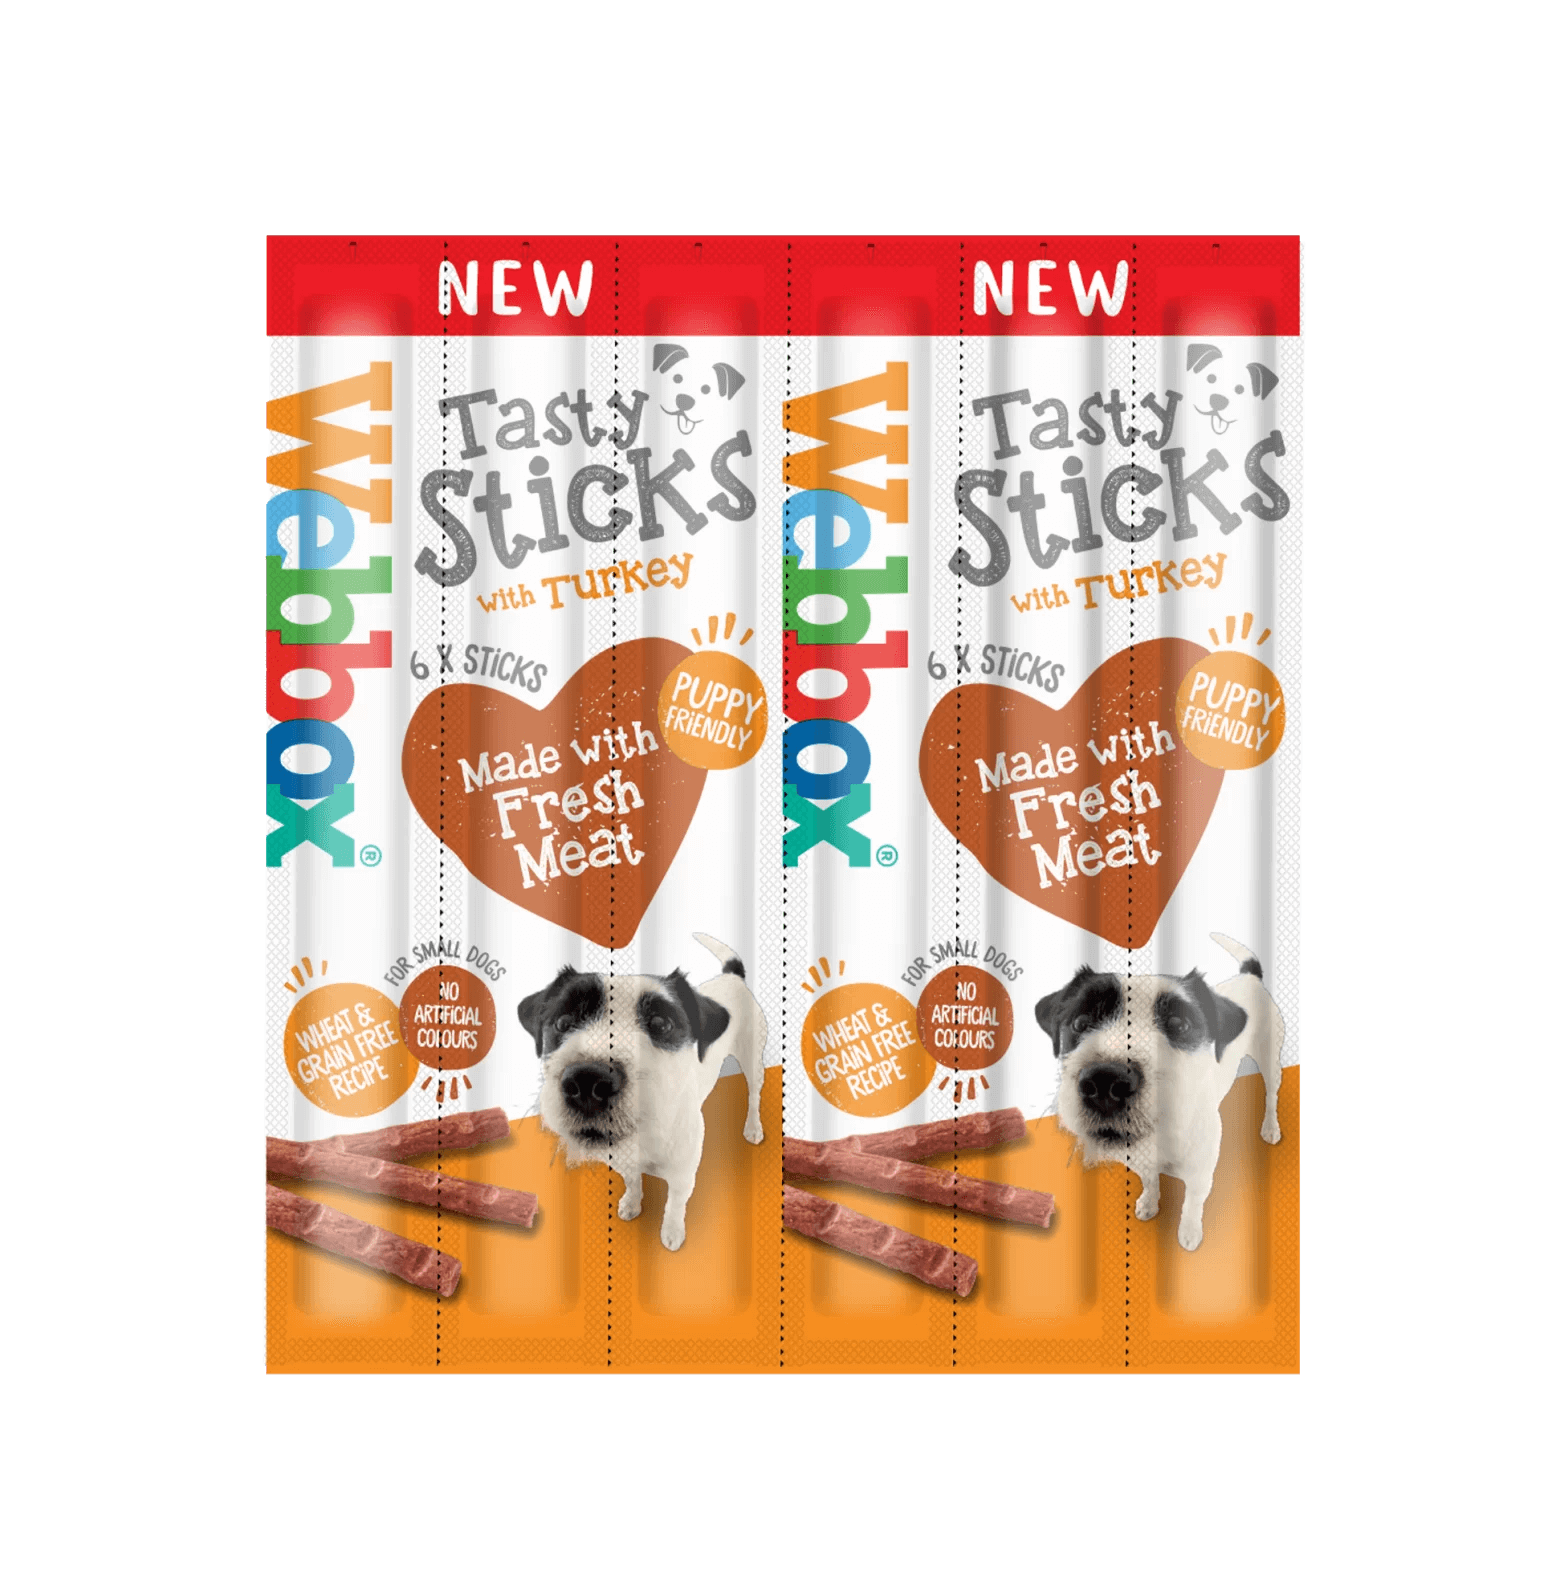 NEW
Webbox®
Tasty
Sticks
with Turkey
6 X STICKS
PUPPY
FRIENDLY
Made with
Fresh
Meat
FOR SMALL DOGS
WHEAT &
GRAIN FREE
RECIPE
NO
ARTIFICIAL
COLOURS
NEW
Webbox®
Tasty
Sticks
with Turkey
6 X STICKS
PUPPY
FRIENDLY
Made with
Fresh
Meat
FOR SMALL DOGS
WHEAT &
GRAIN FREE
RECIPE
NO
ARTIFICIAL
COLOURS